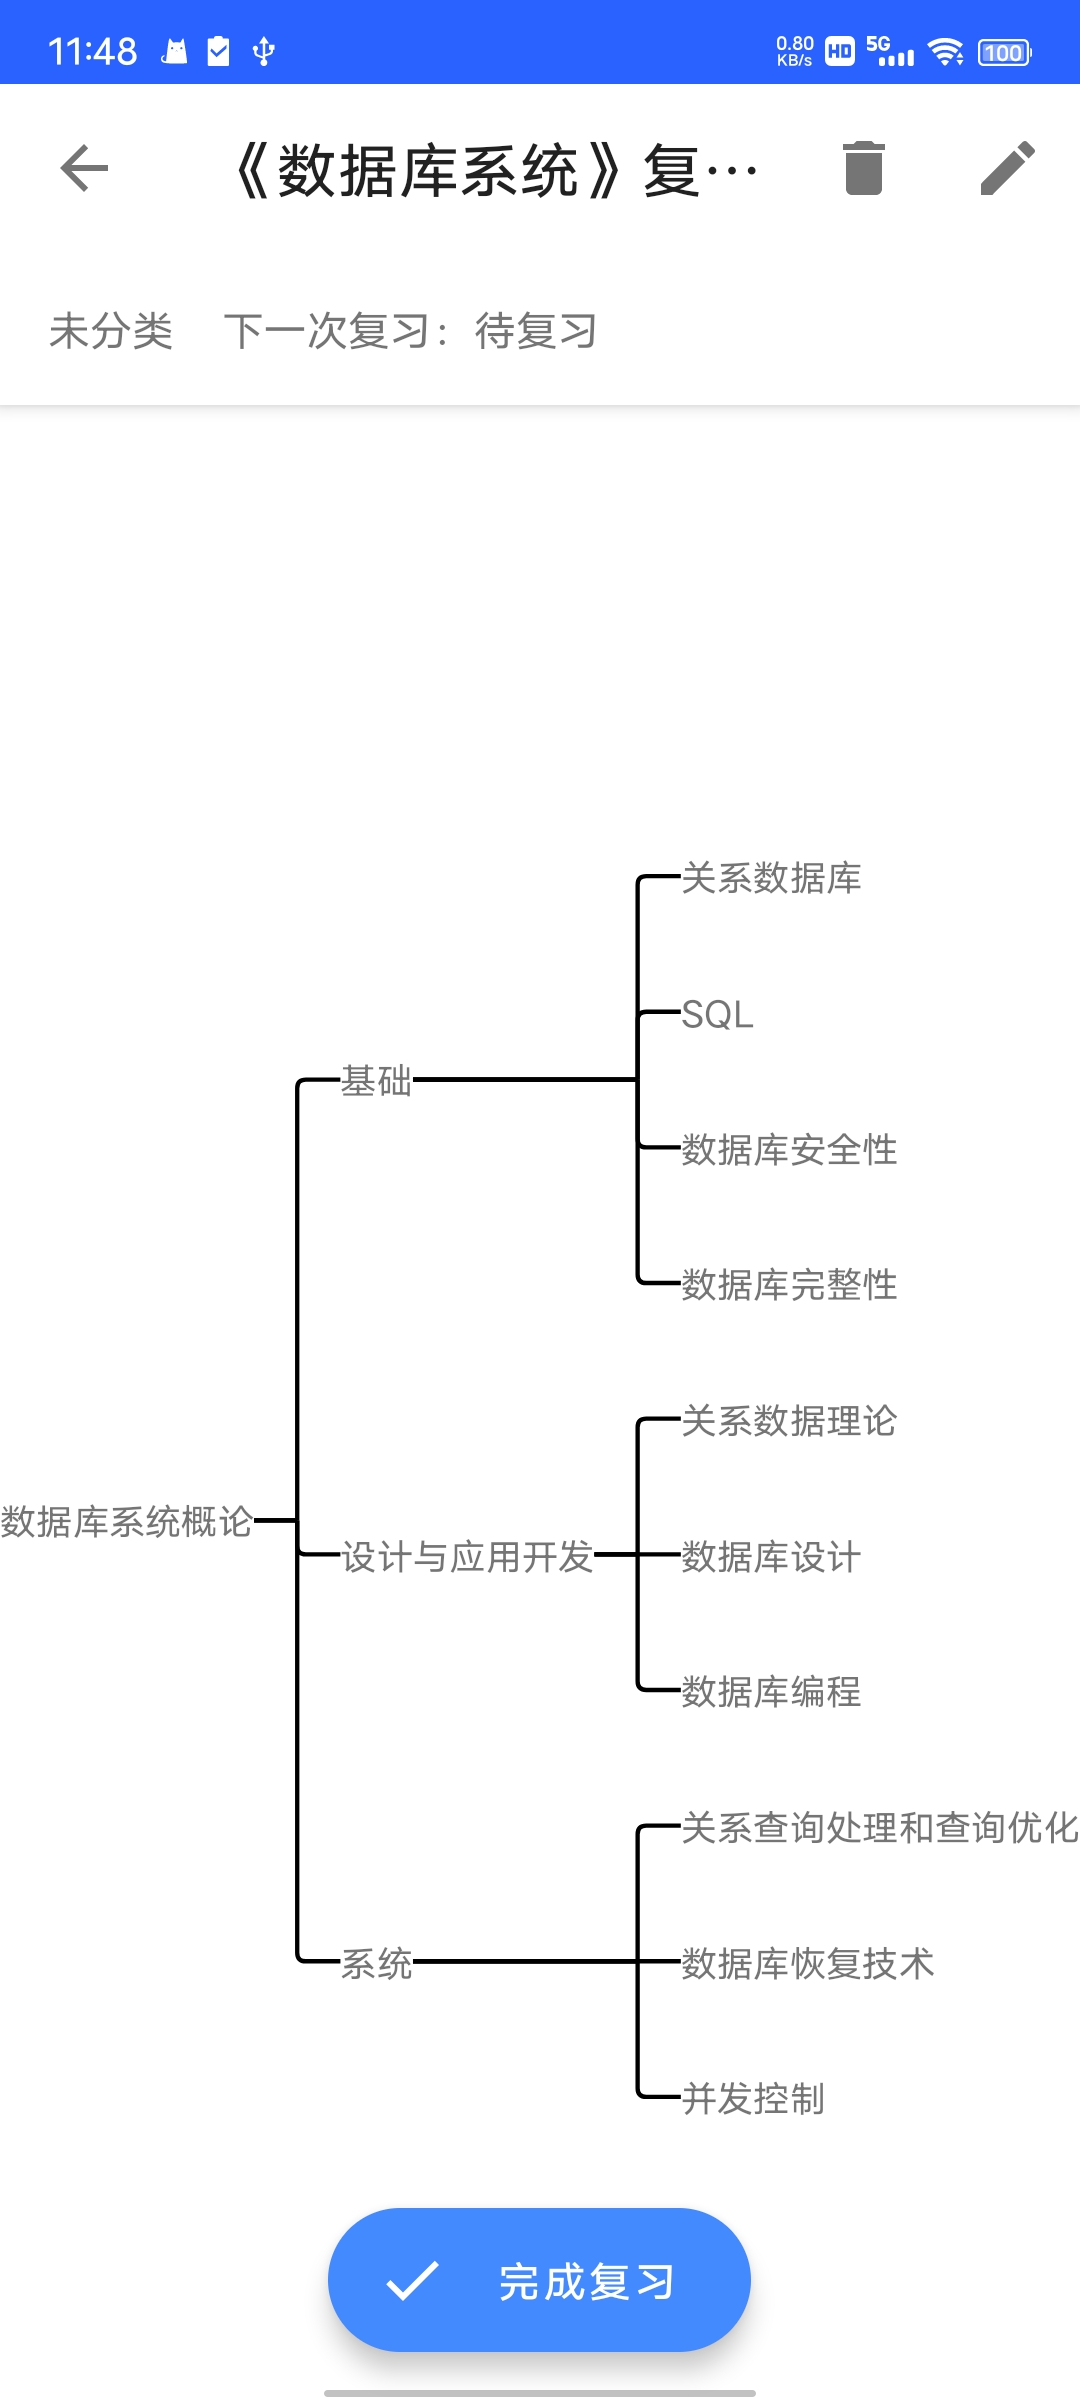 11:48
0.80
KB/s
HD
5G
100
《数据库系统》复…
未分类 下一次复习：待复习
关系数据库
SQL
基础
数据库安全性
数据库完整性
关系数据理论
数据库系统概论
设计与应用开发
数据库设计
数据库编程
关系查询处理和查询优化
系统
数据库恢复技术
并发控制
完成复习